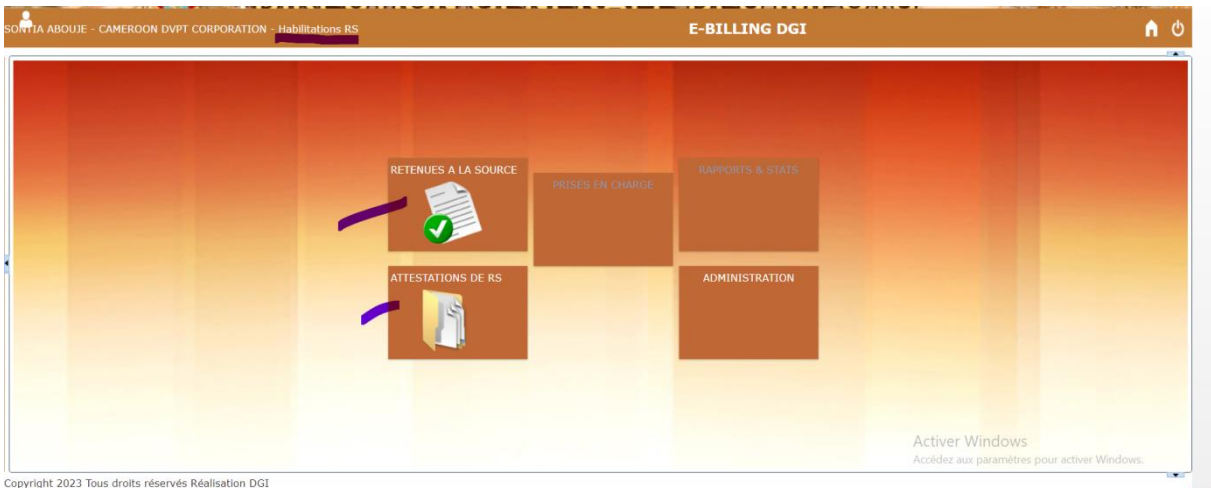 SONTIA ABOUJE - CAMEROON DVPT CORPORATION - Habilitations RS
E-BILLING DGI
RETENUES A LA SOURCE
PRISES EN CHARGE
RAPPORTS & STATS
ATTESTATIONS DE RS
ADMINISTRATION
Activer Windows
Accédez aux paramètres pour activer Windows.
Copyright 2023 Tous droits réservés Réalisation DGI